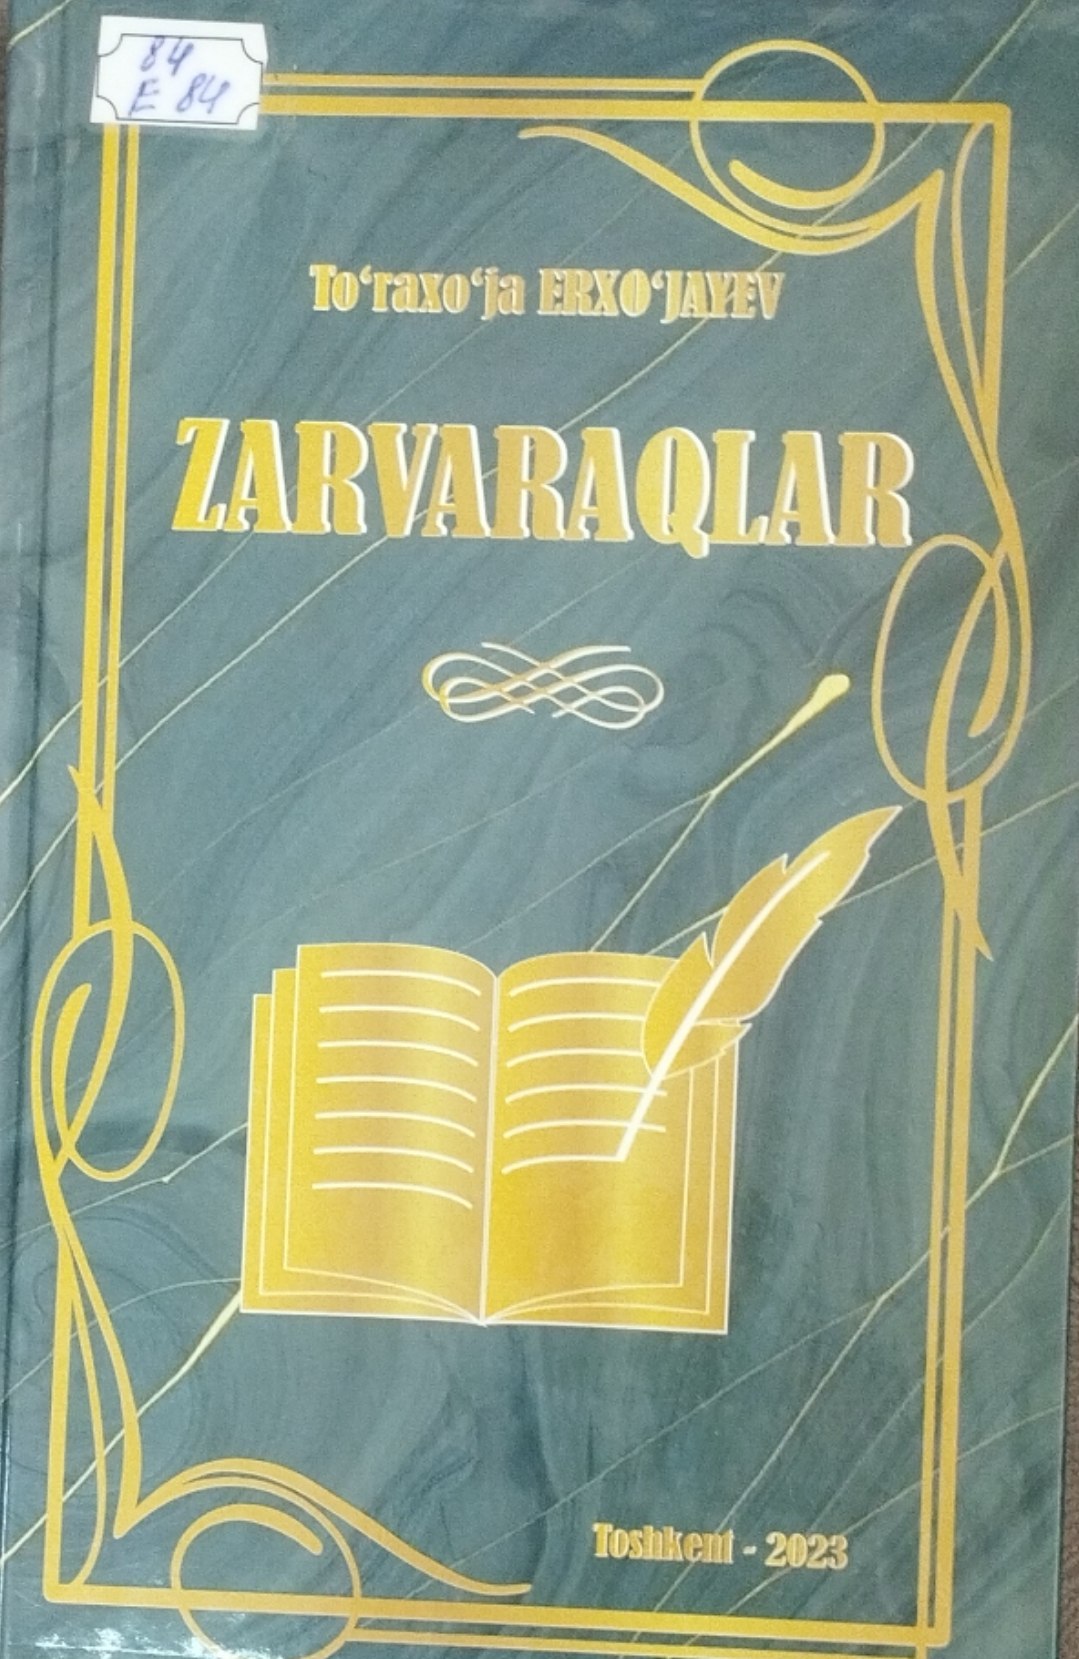 84
E 84
To‘raxo‘ja ERXO‘JAYEV
ZARVARAQLAR
Toshkent - 2023